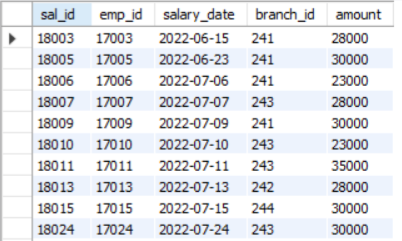 sal_id emp_id salary_date branch_id amount
18003 17003 2022-06-15 241 28000
18005 17005 2022-06-23 241 30000
18006 17006 2022-07-06 241 23000
18007 17007 2022-07-07 243 28000
18009 17009 2022-07-09 241 30000
18010 17010 2022-07-10 243 23000
18011 17011 2022-07-11 243 35000
18013 17013 2022-07-13 242 28000
18015 17015 2022-07-15 244 30000
18024 17024 2022-07-24 243 30000